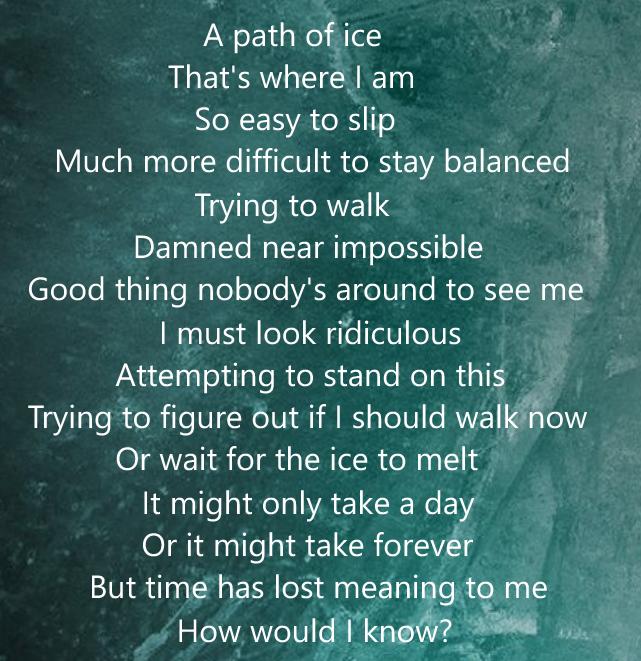 A path of ice
That's where I am
So easy to slip
Much more difficult to stay balanced
Trying to walk
Damned near impossible
Good thing nobody's around to see me
I must look ridiculous
Attempting to stand on this
Trying to figure out if I should walk now
Or wait for the ice to melt
It might only take a day
Or it might take forever
But time has lost meaning to me
How would I know?